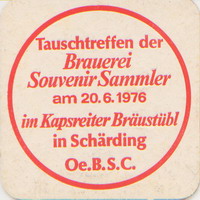 Tauschtreffen der
Brauerei
Souvenir Sammler
am 20.6.1976
im Kapsreiter Bräustübl
in Schärding
Oe.B.S.C.